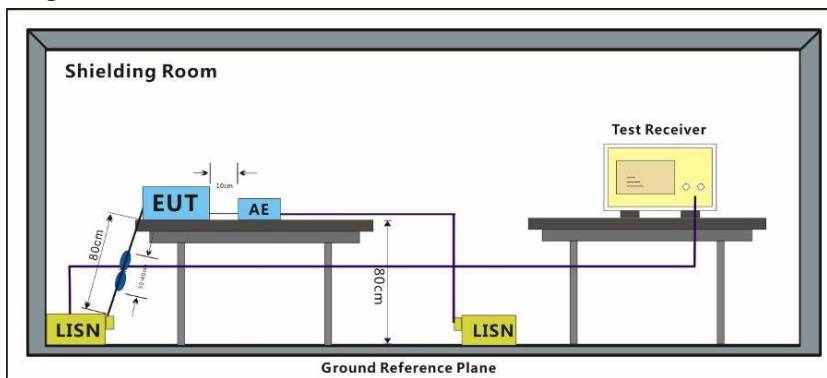 Shielding Room
Test Receiver
10cm
EUT
AE
80cm
80cm
LISN
LISN
Ground Reference Plane